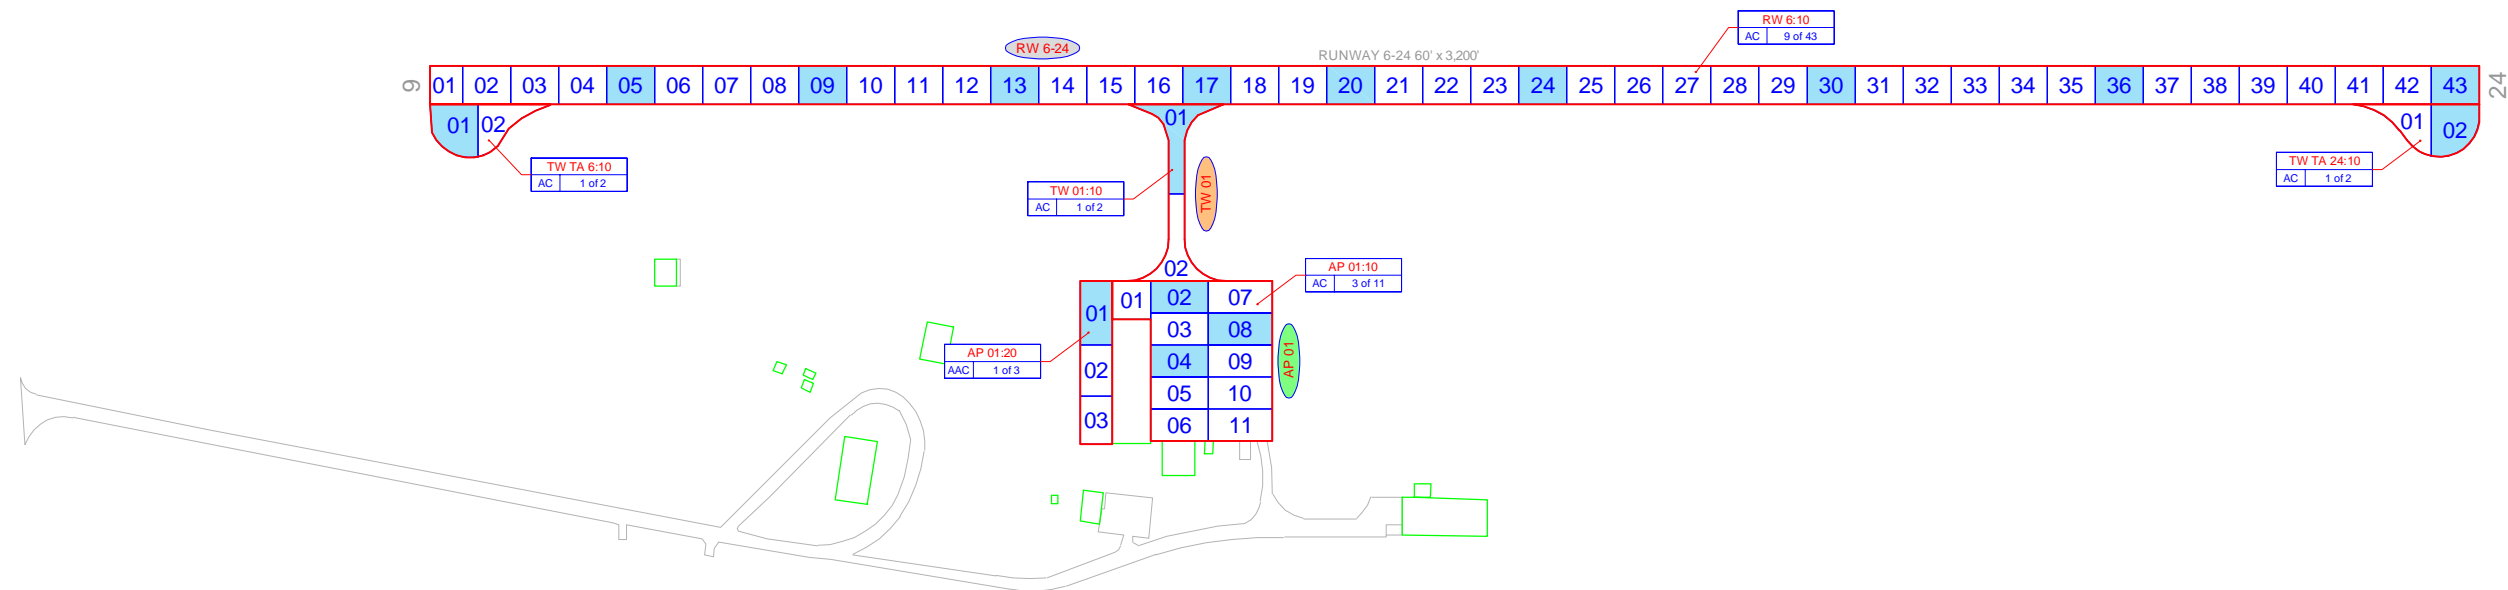 RW 6:10
AC 9 of 43
RW 6-24
RUNWAY 6-24 60' x 3,200'
6 01 02 03 04 05 06 07 08 09 10 11 12 13 14 15 16 17 18 19 20 21 22 23 24 25 26 27 28 29 30 31 32 33 34 35 36 37 38 39 40 41 42 43 24
01 02
01
01 02
TW TA 6:10
AC 1 of 2
TW TA 24:10
AC 1 of 2
TW 01:10
AC 1 of 2
TW 01
02
AP 01:10
AC 3 of 11
01 01 02 07
03 08
AP 01:20
AAC 1 of 3
AP 01
02 04 09
05 10
03 06 11